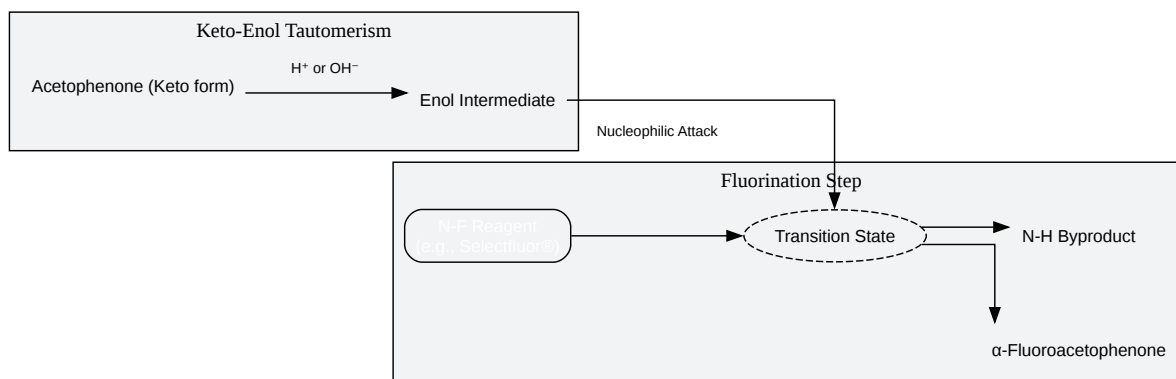 Keto-Enol Tautomerism
H⁺ or OH⁻
Acetophenone (Keto form)
Enol Intermediate
Nucleophilic Attack
Fluorination Step
N-F Reagent
(e.g., Selectfluor®)
Transition State
N-H Byproduct
α-Fluoroacetophenone